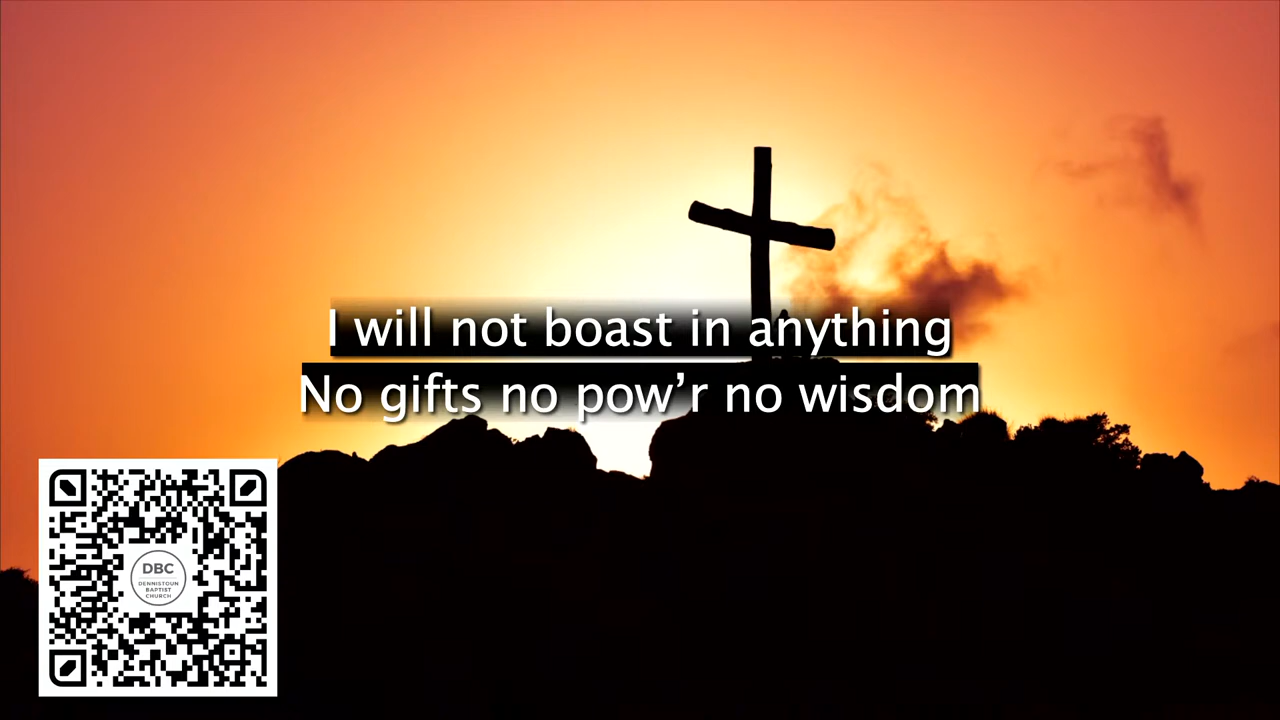 I will not boast in anything
No gifts no pow’r no wisdom
DBC
DENNISTOUN
BAPTIST
CHURCH